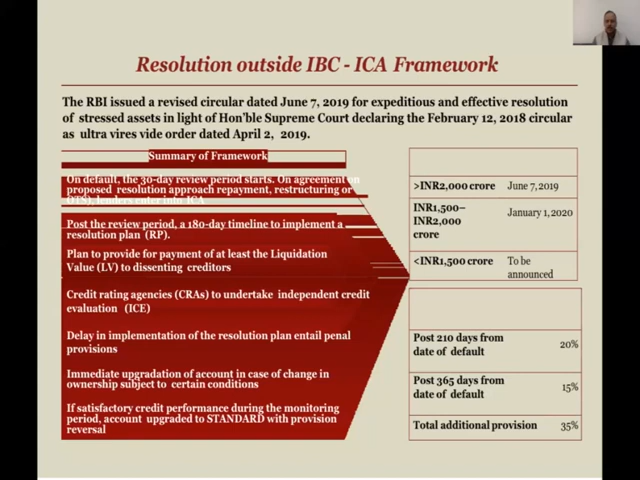 Resolution outside IBC - ICA Framework
The RBI issued a revised circular dated June 7, 2019 for expeditious and effective resolution
of stressed assets in light of Hon'ble Supreme Court declaring the February 12, 2018 circular
as ultra vires vide order dated April 2, 2019.
Summary of Framework
On default, the 30-day review period starts. On agreement on
proposed resolution approach repayment, restructuring or
OTS), lenders enter into ICA
Post the review period, a 180-day timeline to implement a
resolution plan (RP).
Plan to provide for payment of at least the Liquidation
Value (LV) to dissenting creditors
Credit rating agencies (CRAs) to undertake independent credit
evaluation (ICE)
Delay in implementation of the resolution plan entail penal
provisions
Immediate upgradation of account in case of change in
ownership subject to certain conditions
If satisfactory credit performance during the monitoring
period, account upgraded to STANDARD with provision
reversal
>INR2,000 crore June 7, 2019
INR1,500–
INR2,000 January 1, 2020
crore
<INR1,500 crore To be
announced
Post 210 days from
date of default 20%
Post 365 days from
date of default 15%
Total additional provision 35%